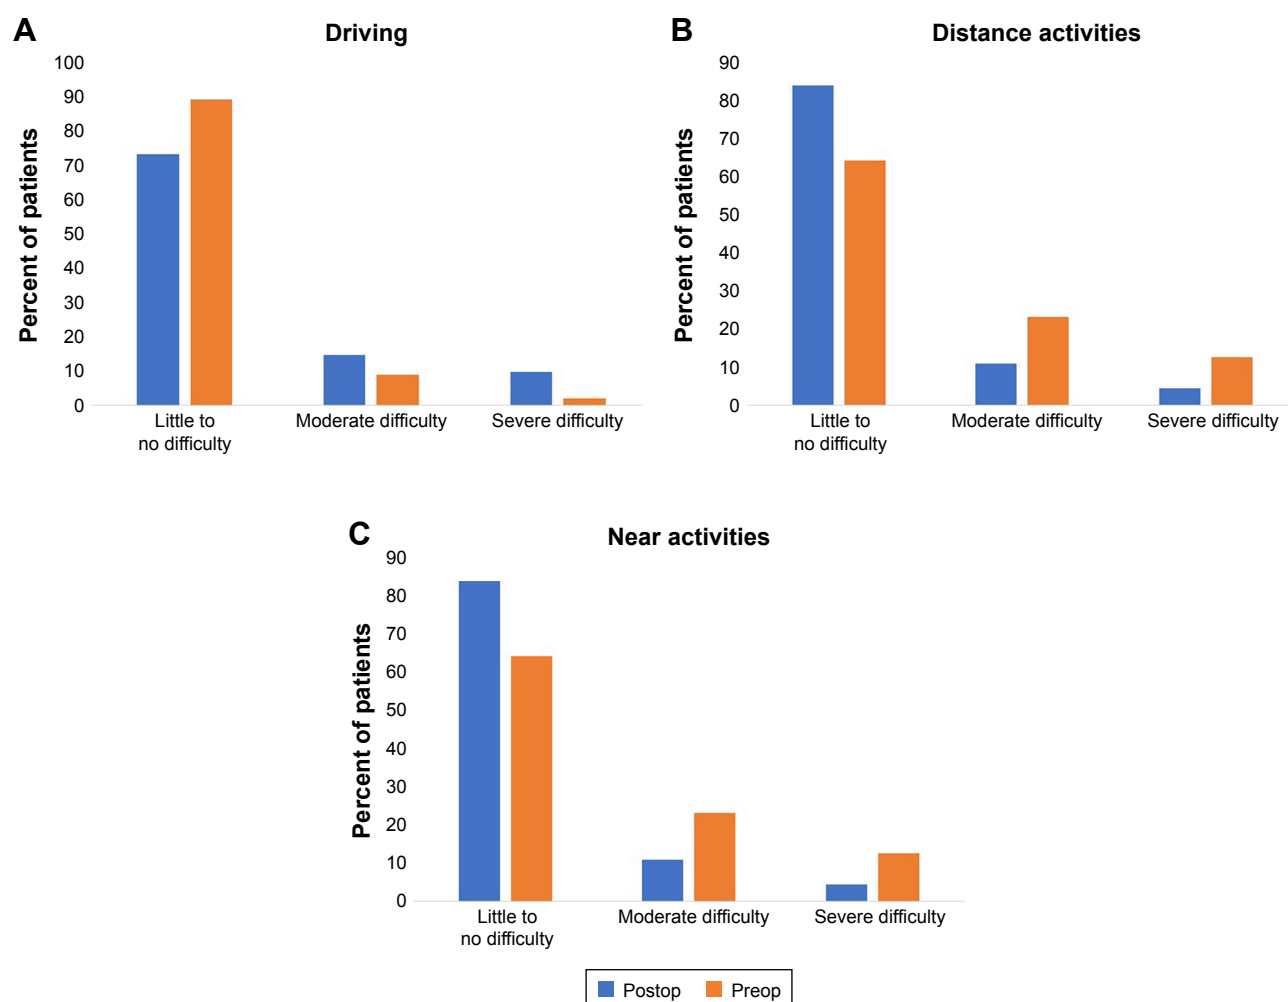 A
Driving
Percent of patients
100
90
80
70
60
50
40
30
20
10
0
Little to
no difficulty
Moderate difficulty
Severe difficulty
B
Distance activities
Percent of patients
90
80
70
60
50
40
30
20
10
0
Little to
no difficulty
Moderate difficulty
Severe difficulty
C
Near activities
Percent of patients
90
80
70
60
50
40
30
20
10
0
Little to
no difficulty
Moderate difficulty
Severe difficulty
Postop
Preop